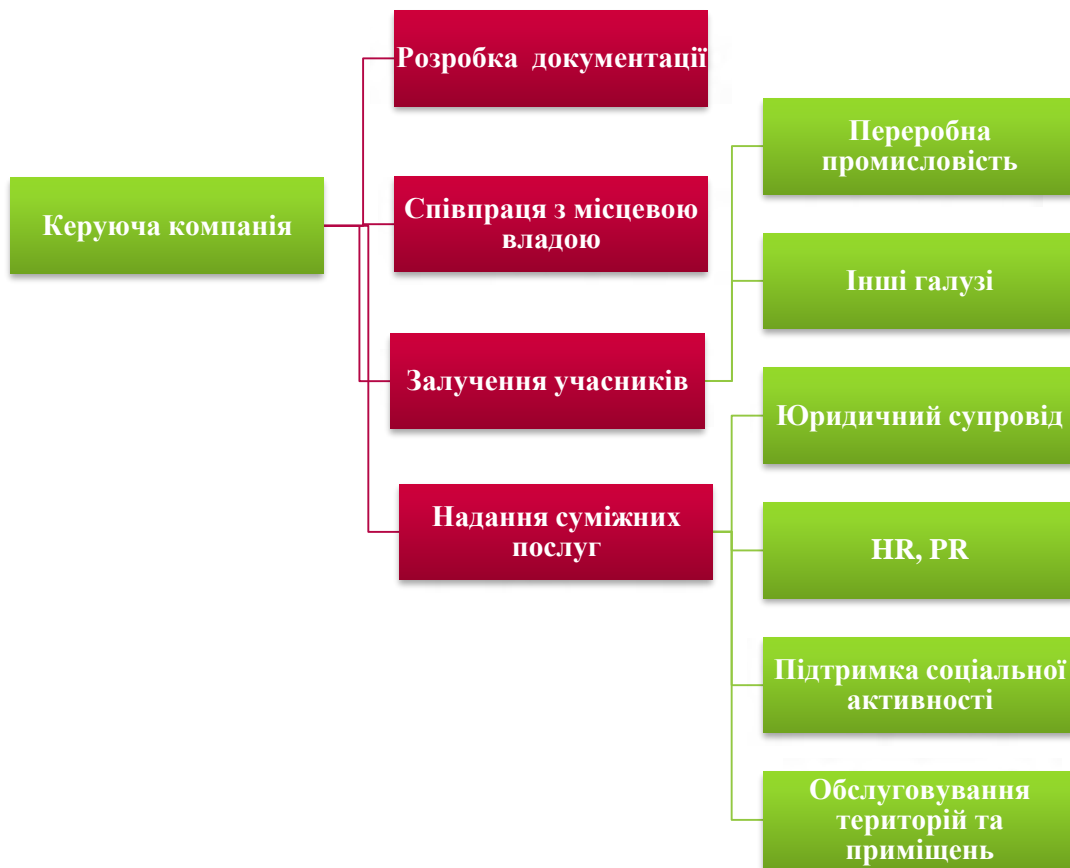 Керуюча компанія
Розробка документації
Співпраця з місцевою
владою
Залучення учасників
Надання суміжних
послуг
Переробна
промисловість
Інші галузі
Юридичний супровід
HR, PR
Підтримка соціальної
активності
Обслуговування
територій та
приміщень